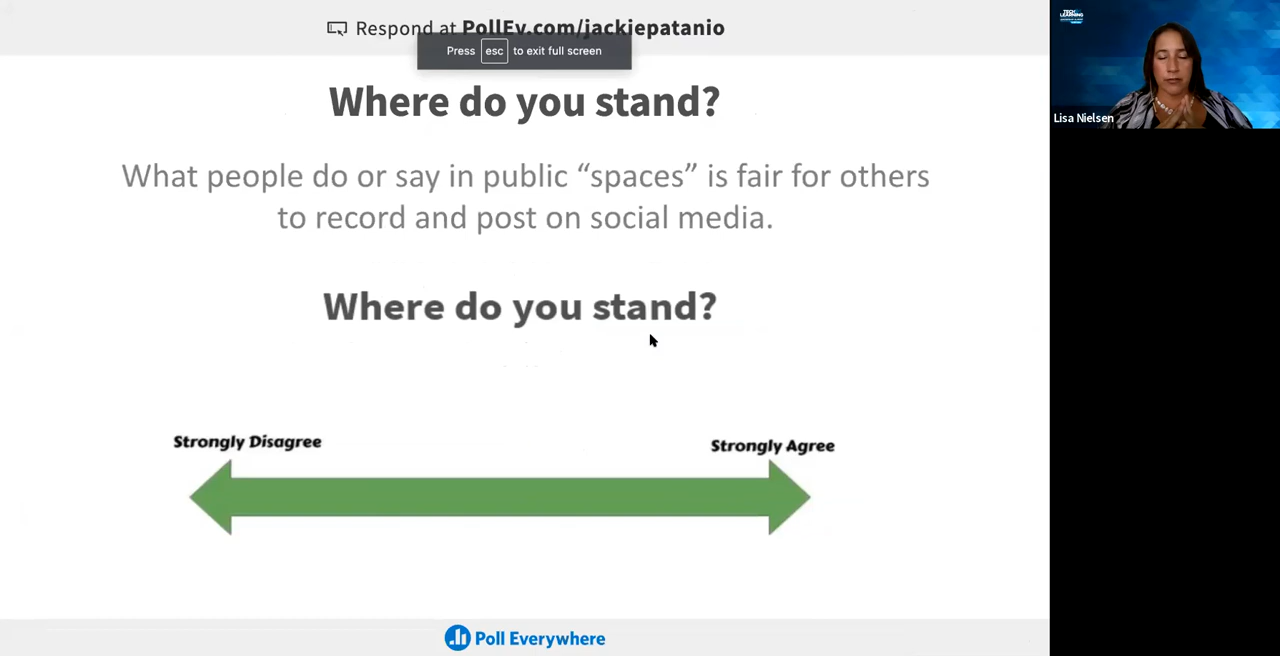 Respond at PollEv.com/jackiepatanio
Press esc to exit full screen
Where do you stand?
What people do or say in public “spaces” is fair for others
to record and post on social media.
Where do you stand?
Strongly Disagree
Strongly Agree
Poll Everywhere
TECH
LEARNING
Lisa Nielsen